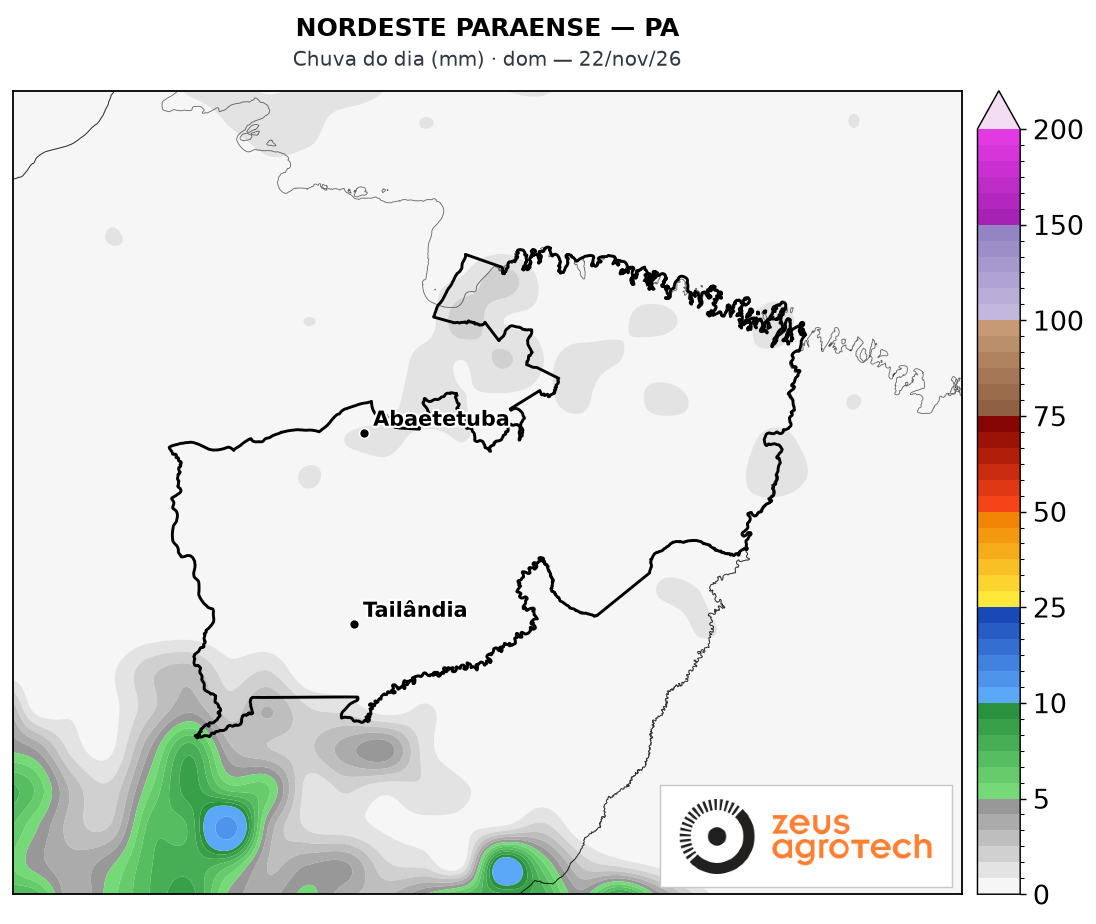 NORDESTE PARAENSE — PA
Chuva do dia (mm) · dom — 22/nov/26
200
150
100
75
50
25
10
5
0
Abaetetuba
Tailândia
zeus
agrotech